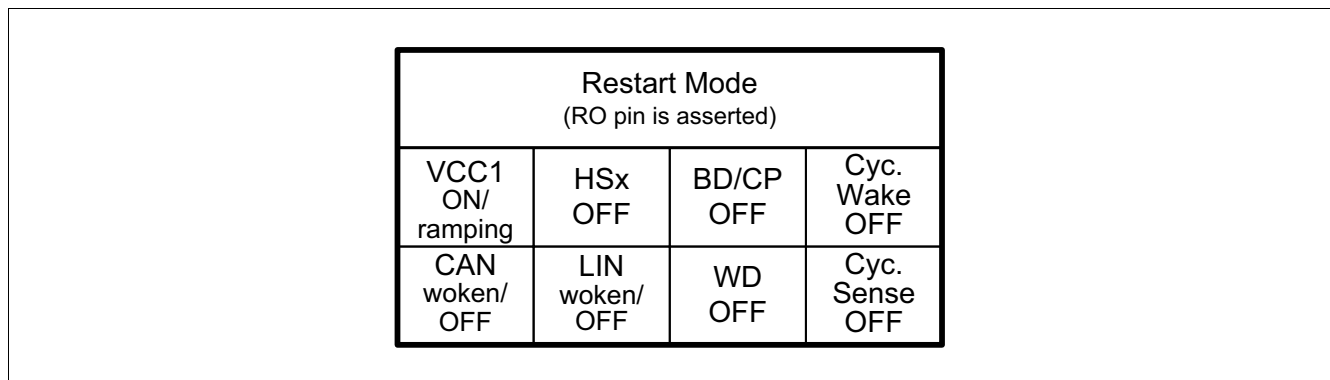 Restart Mode
(RO pin is asserted)
VCC1
ON/
ramping
HSx
OFF
BD/CP
OFF
Cyc.
Wake
OFF
CAN
woken/
OFF
LIN
woken/
OFF
WD
OFF
Cyc.
Sense
OFF